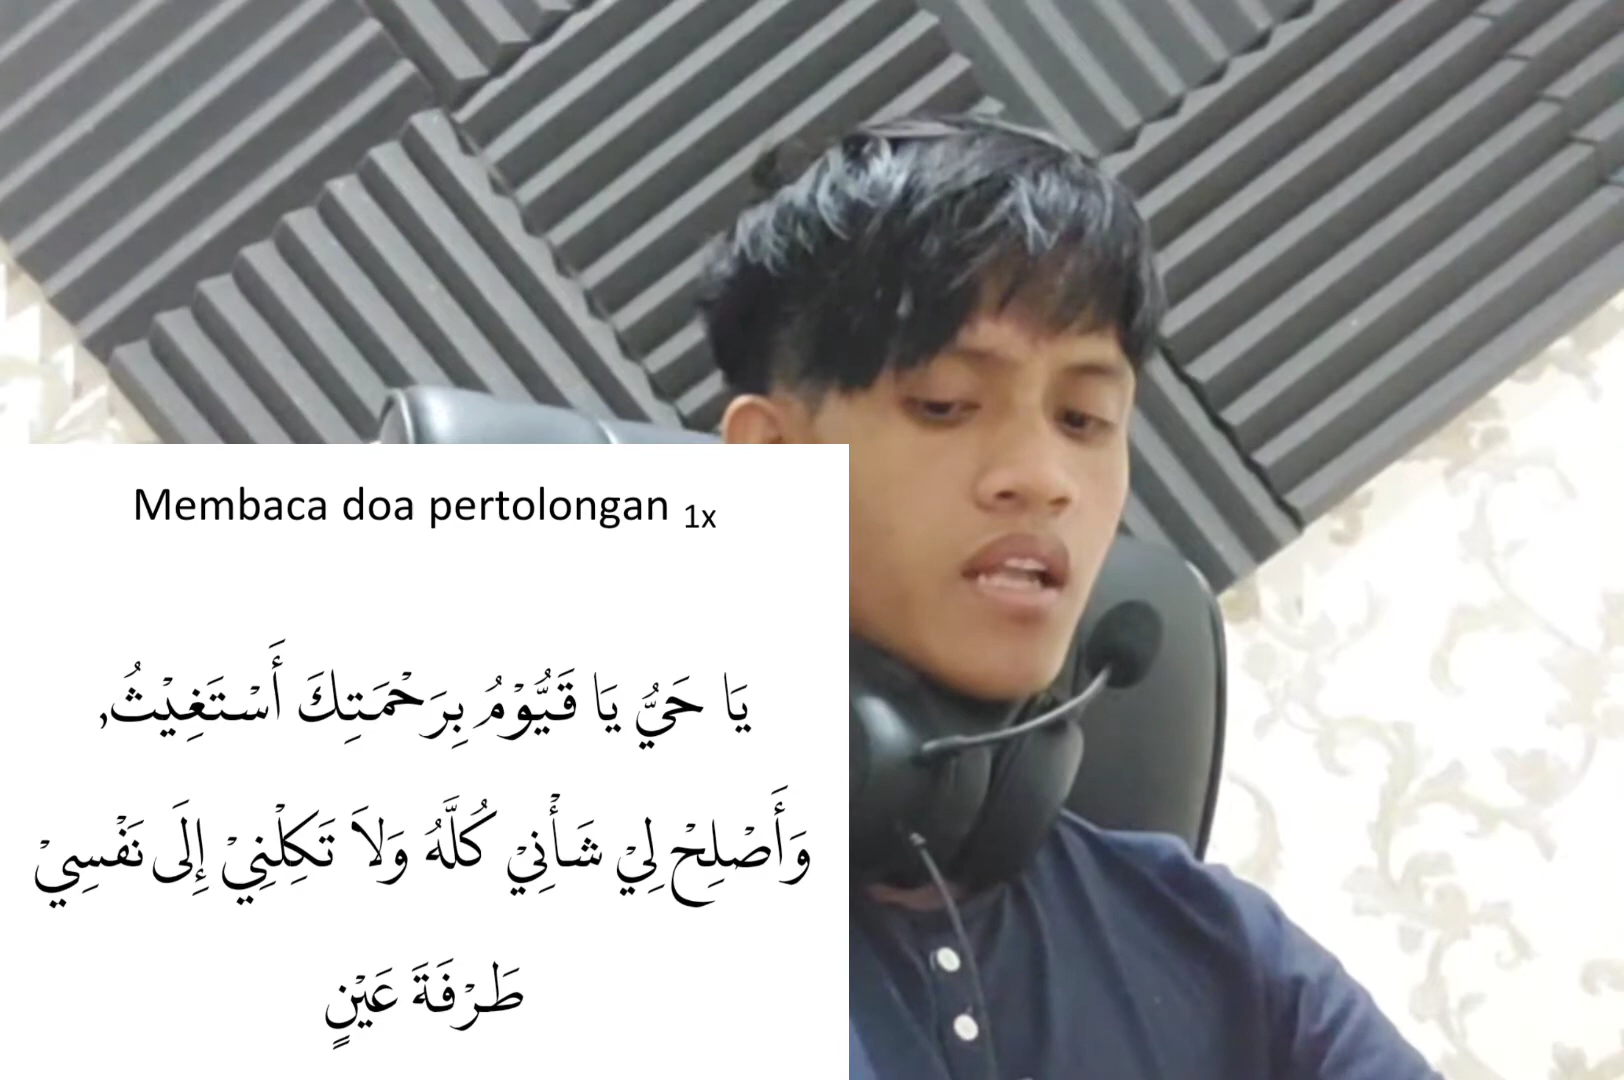 Membaca doa pertolongan 1x
يَا حَيُّ يَا قَيُّوْمُ بِرَحْمَتِكَ أَسْتَغِيْثُ,
وَأَصْلِحْ لِيْ شَأْنِيْ كُلَّهُ وَلاَ تَكِلْنِيْ إِلَى نَفْسِيْ
طَرْفَةَ عَيْنٍ